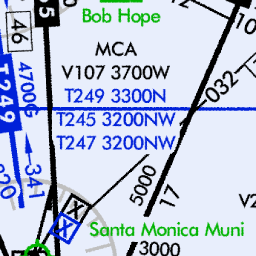 Bob Hope
46
MCA
V107 3700W
T249 3300N
T245 3200NW
T247 3200NW
T249
4700G
032
341
5000
17
Santa Monica Muni
3000